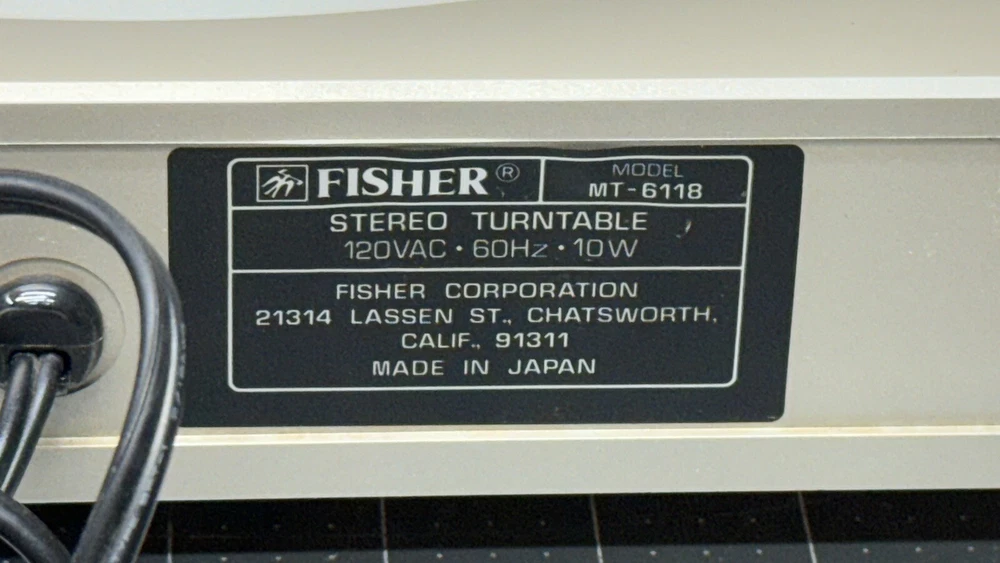 FISHER®
MODEL
MT-6118
STEREO TURNTABLE
120VAC · 60Hz · 10W
FISHER CORPORATION
21314 LASSEN ST., CHATSWORTH,
CALIF., 91311
MADE IN JAPAN